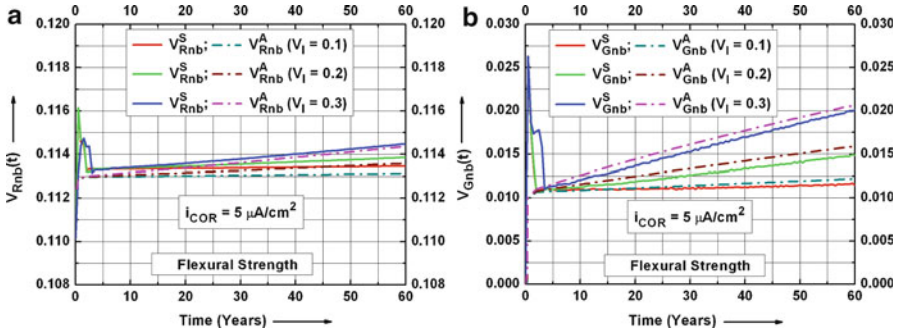 a
0 10 20 30 40 50 60
0.120 0.120
0.118 0.118
0.116 0.116
0.114 0.114
0.112 0.112
0.110 0.110
0.108 0.108
V_Rnb(t)
V^S_Rnb; V^A_Rnb (V_I = 0.1)
V^S_Rnb; V^A_Rnb (V_I = 0.2)
V^S_Rnb; V^A_Rnb (V_I = 0.3)
i_COR = 5 μA/cm²
Flexural Strength
0 10 20 30 40 50 60
Time (Years)
b
0 10 20 30 40 50 60
0.030 0.030
0.025 0.025
0.020 0.020
0.015 0.015
0.010 0.010
0.005 0.005
0.000 0.000
V_Gnb(t)
V^S_Gnb; V^A_Gnb (V_I = 0.1)
V^S_Gnb; V^A_Gnb (V_I = 0.2)
V^S_Gnb; V^A_Gnb (V_I = 0.3)
i_COR = 5 μA/cm²
Flexural Strength
0 10 20 30 40 50 60
Time (Years)